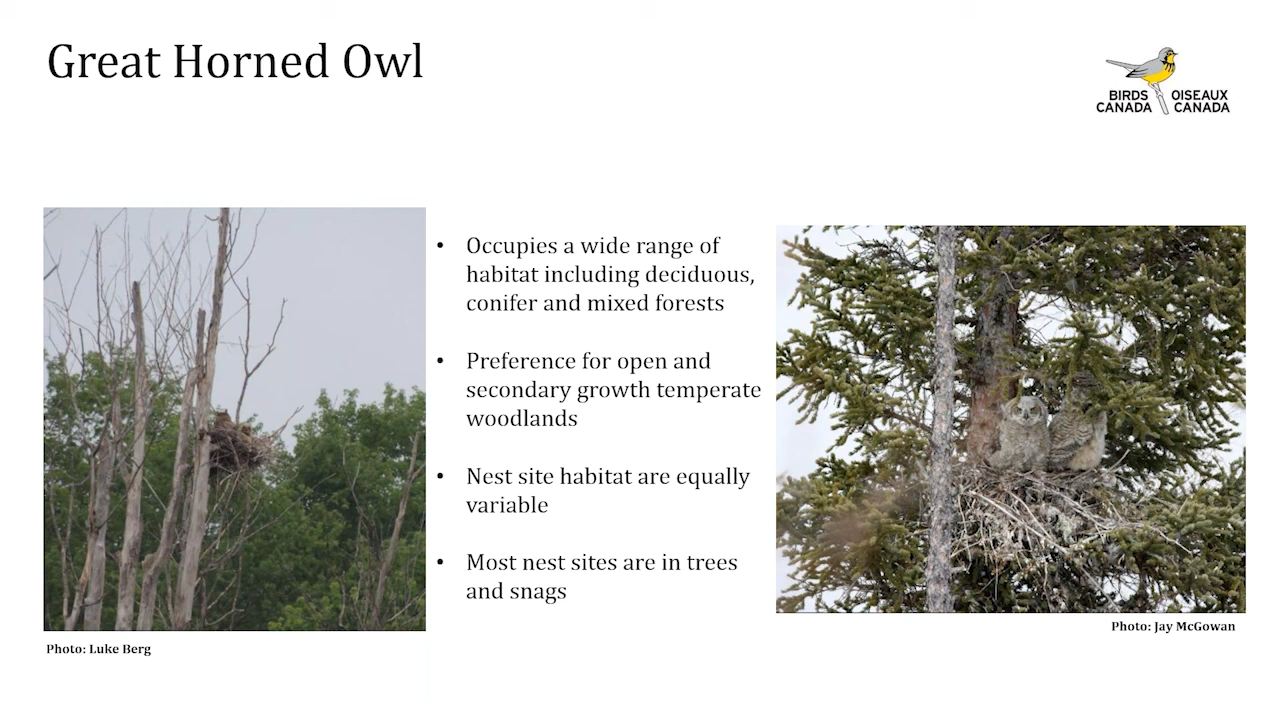 Great Horned Owl
BIRDS CANADA
OISEAUX CANADA
• Occupies a wide range of
habitat including deciduous,
conifer and mixed forests
• Preference for open and
secondary growth temperate
woodlands
• Nest site habitat are equally
variable
• Most nest sites are in trees
and snags
Photo: Luke Berg
Photo: Jay McGowan